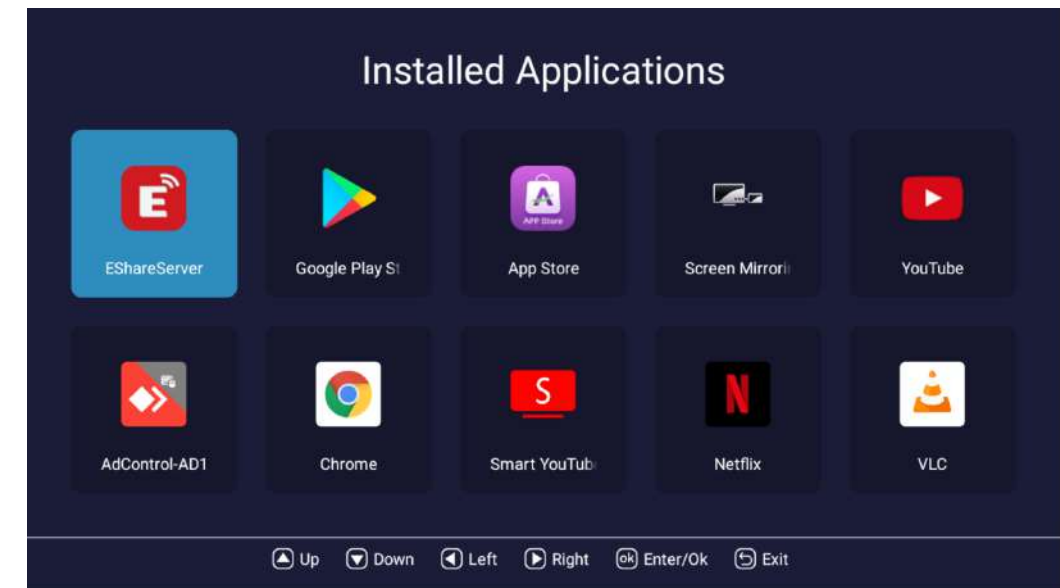 Installed Applications
E
A
APP Store
EShareServer
Google Play St
App Store
Screen Mirrori
YouTube
S
N
AdControl-AD1
Chrome
Smart YouTub
Netflix
VLC
Up Down Left Right ok Enter/Ok Exit